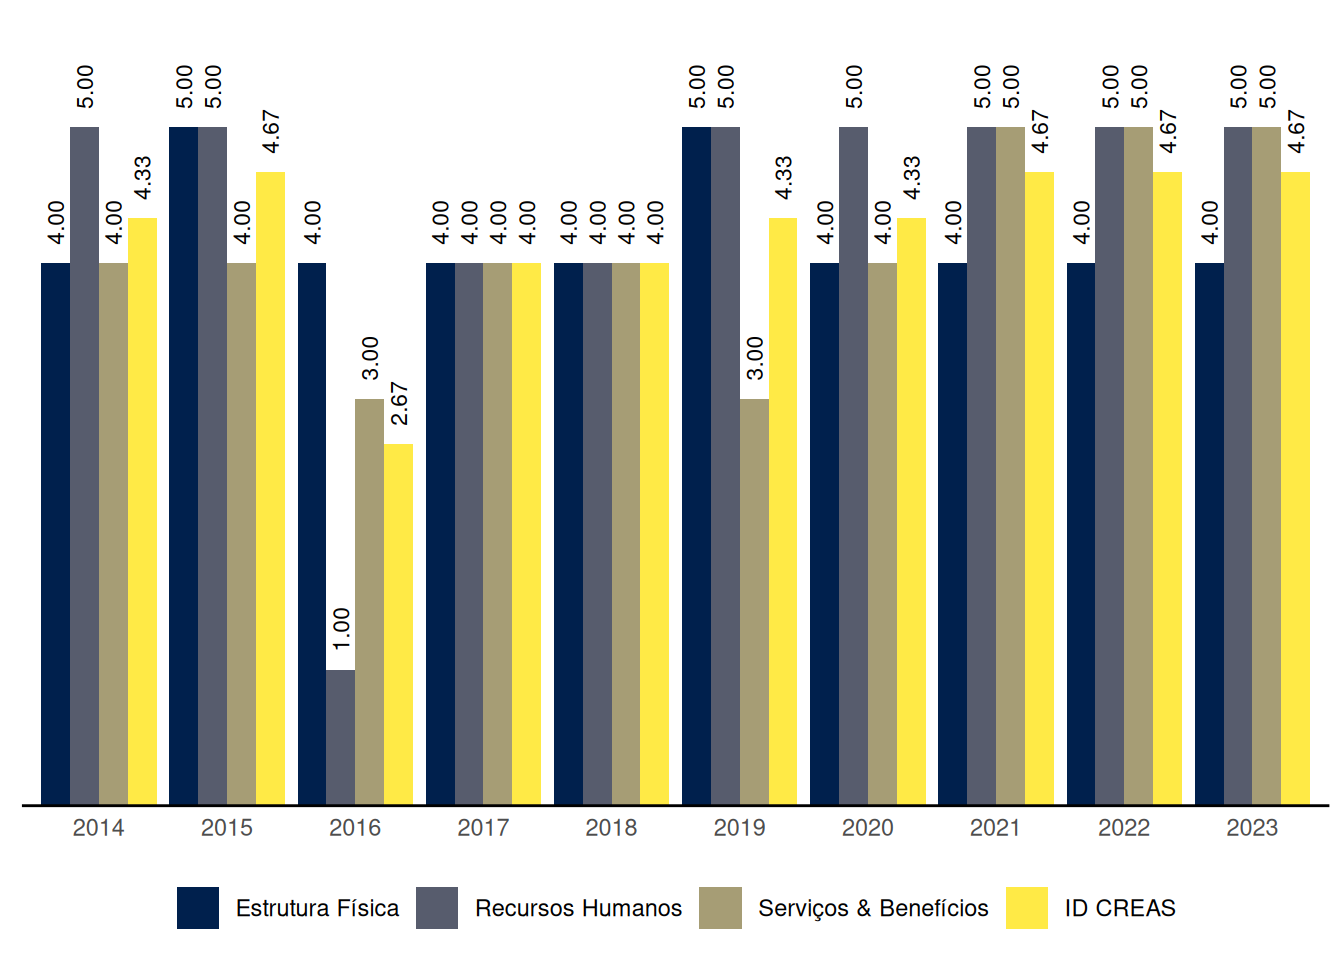 4.00 5.00 4.00 4.33 5.00 5.00 4.00 4.67 4.00 1.00 3.00 2.67 4.00 4.00 4.00 4.00 4.00 4.00 4.00 4.00 5.00 5.00 3.00 4.33 4.00 5.00 4.00 4.33 4.00 5.00 5.00 4.67 4.00 5.00 5.00 4.67 4.00 5.00 5.00 4.67
2014 2015 2016 2017 2018 2019 2020 2021 2022 2023
Estrutura Física Recursos Humanos Serviços & Benefícios ID CREAS